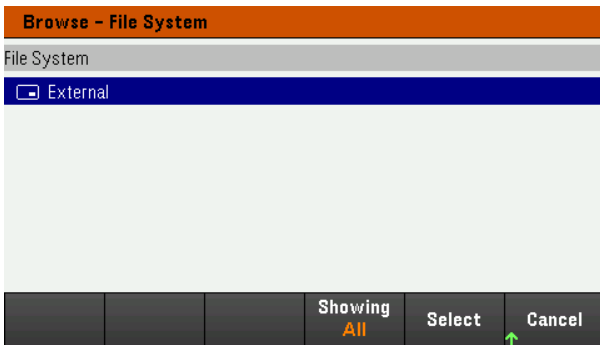 Browse - File System
File System
External
Showing
All
Select
Cancel